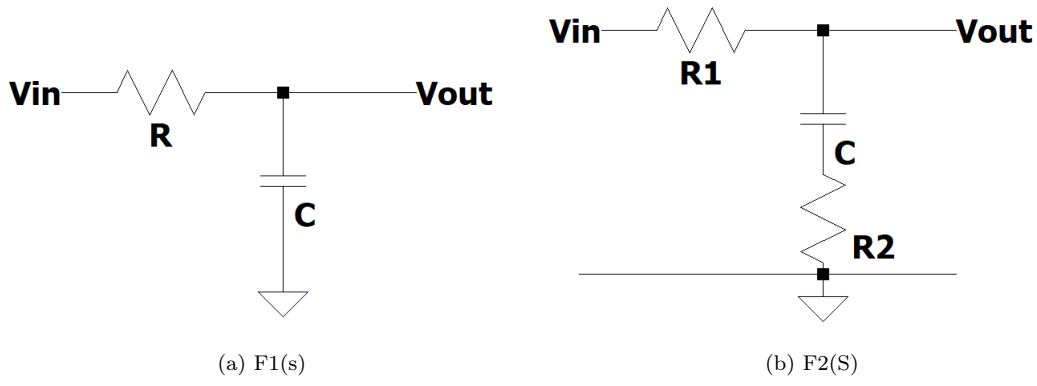 Vin
R
Vout
C
(a) F1(s)
Vin
R1
Vout
C
R2
(b) F2(S)